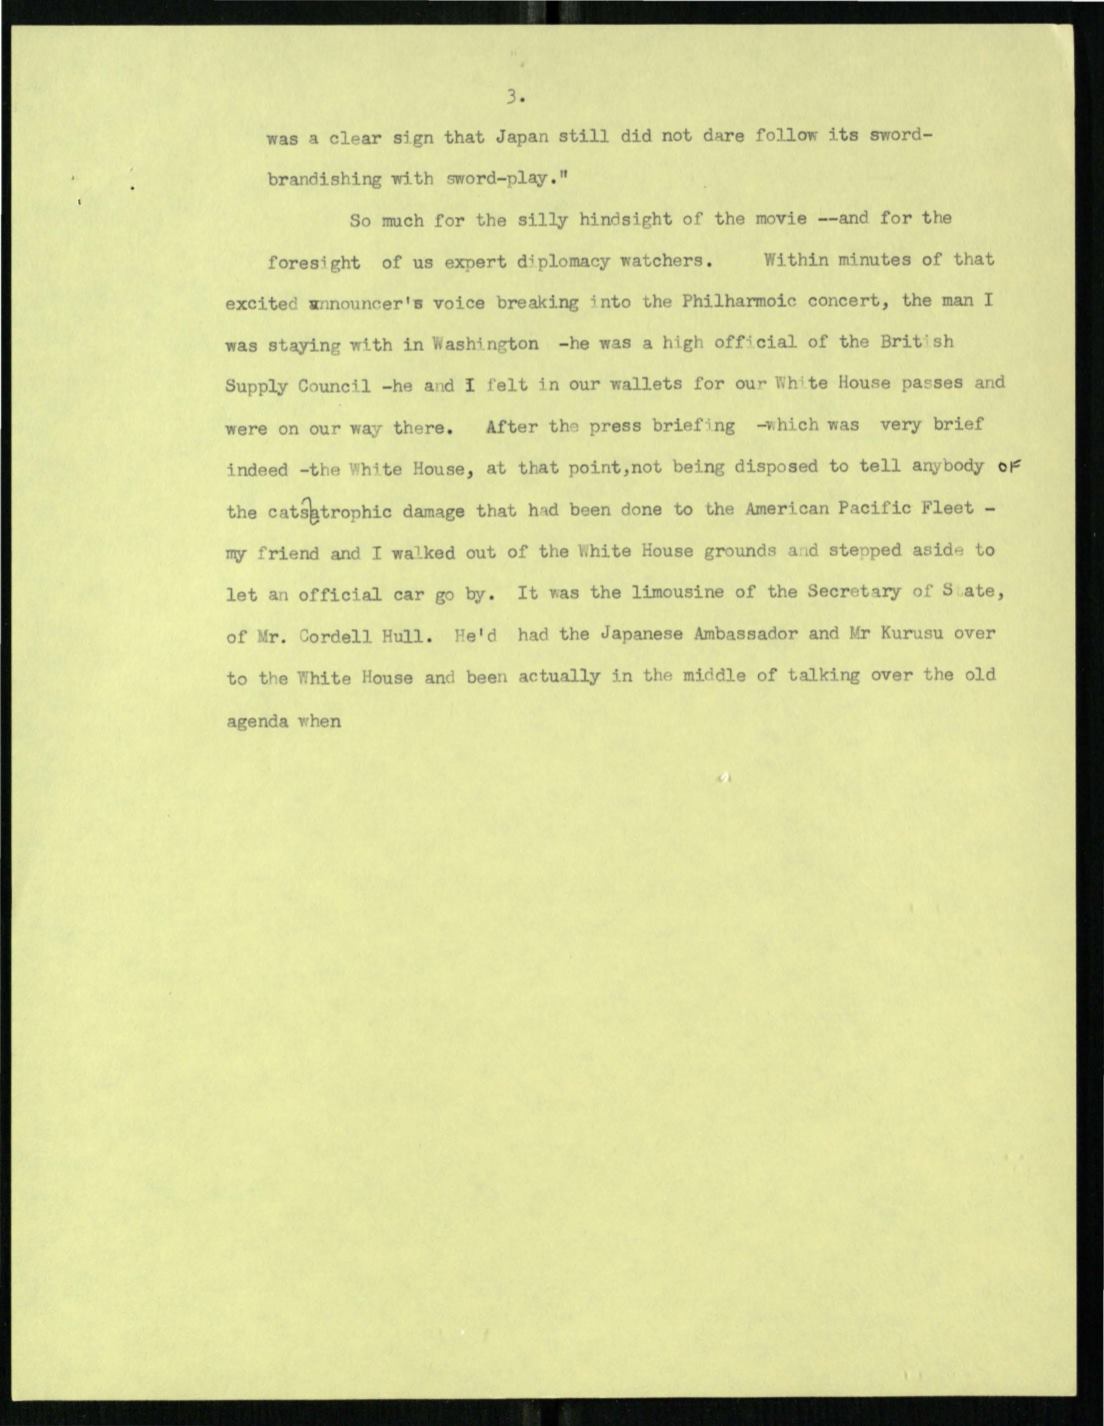 3.
was a clear sign that Japan still did not dare follow its sword-
brandishing with sword-play."
So much for the silly hindsight of the movie --and for the
foresight of us expert diplomacy watchers. Within minutes of that
excited announcer's voice breaking into the Philharmoic concert, the man I
was staying with in Washington -he was a high official of the British
Supply Council -he and I felt in our wallets for our White House passes and
were on our way there. After the press briefing -which was very brief
indeed -the White House, at that point,not being disposed to tell anybody OF
the catsatrophic damage that had been done to the American Pacific Fleet -
my friend and I walked out of the White House grounds and stepped aside to
let an official car go by. It was the limousine of the Secretary of State,
of Mr. Cordell Hull. He'd had the Japanese Ambassador and Mr Kurusu over
to the White House and been actually in the middle of talking over the old
agenda when